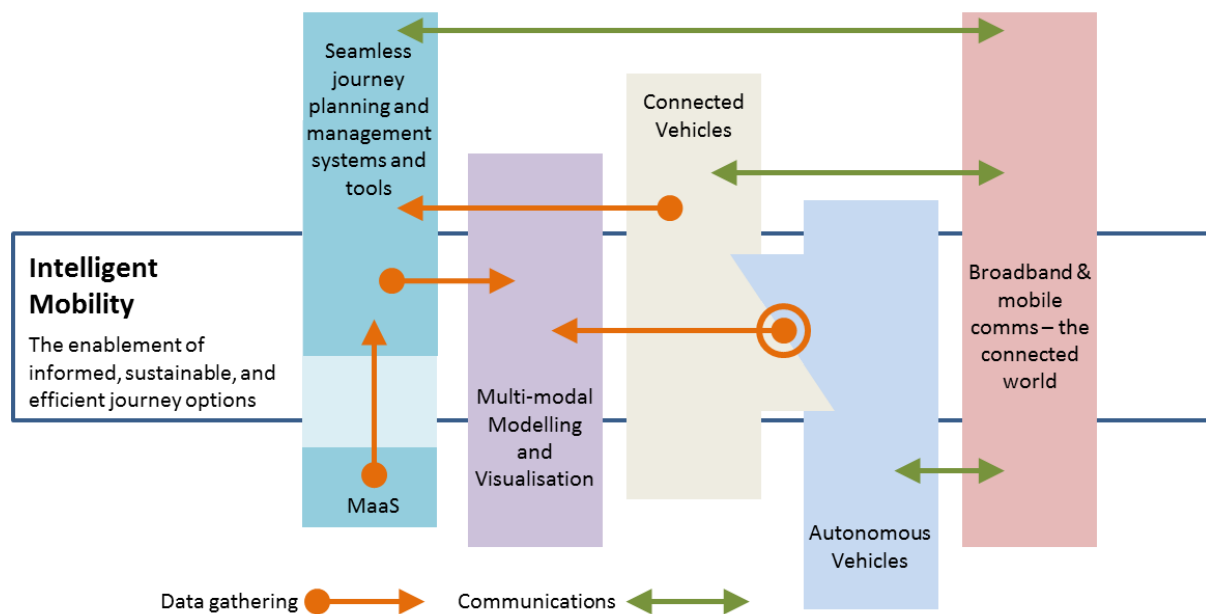 Seamless
journey
planning and
management
systems and
tools
Connected
Vehicles
Intelligent
Mobility
The enablement of
informed, sustainable, and
efficient journey options
Broadband &
mobile
comms – the
connected
world
Multi-modal
Modelling
and
Visualisation
MaaS
Autonomous
Vehicles
Data gathering
Communications